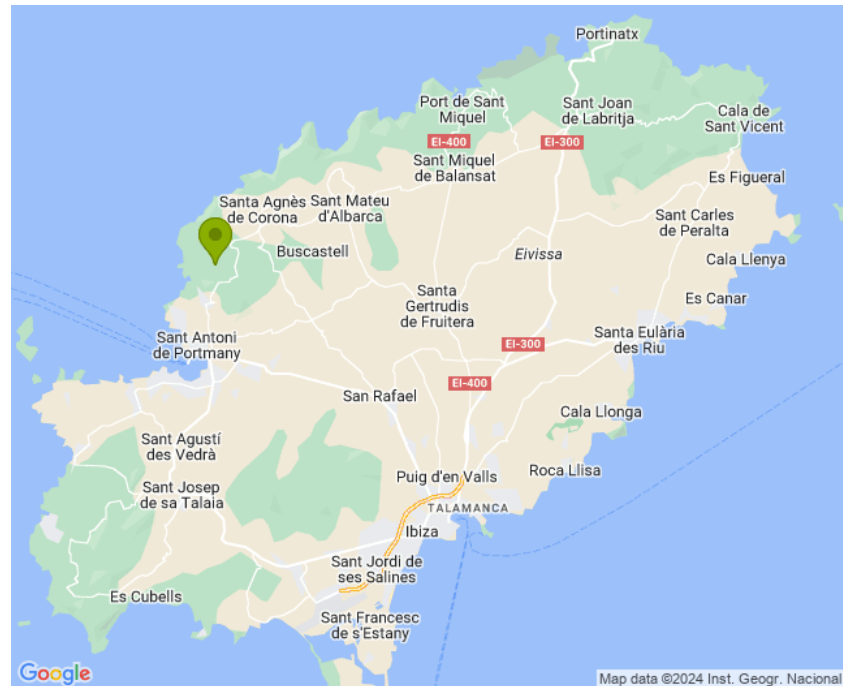 Portinatx
Port de Sant
Miquel
Sant Joan
de Labritja
Cala de
Sant Vicent
EI-400
EI-300
Sant Miquel
de Balansat
Es Figueral
Santa Agnès
de Corona
Sant Mateu
d'Albarca
Sant Carles
de Peralta
Buscastell
Eivissa
Cala Llenya
Santa
Gertrudis
de Fruitera
Es Canar
Sant Antoni
de Portmany
Santa Eulària
des Riu
EI-300
EI-400
San Rafael
Cala Llonga
Sant Agustí
des Vedrà
Puig d'en Valls
Roca Llisa
Sant Josep
de sa Talaia
TALAMANCA
Ibiza
Sant Jordi de
ses Salines
Es Cubells
Sant Francesc
de s'Estany
Google
Map data ©2024 Inst. Geogr. Nacional